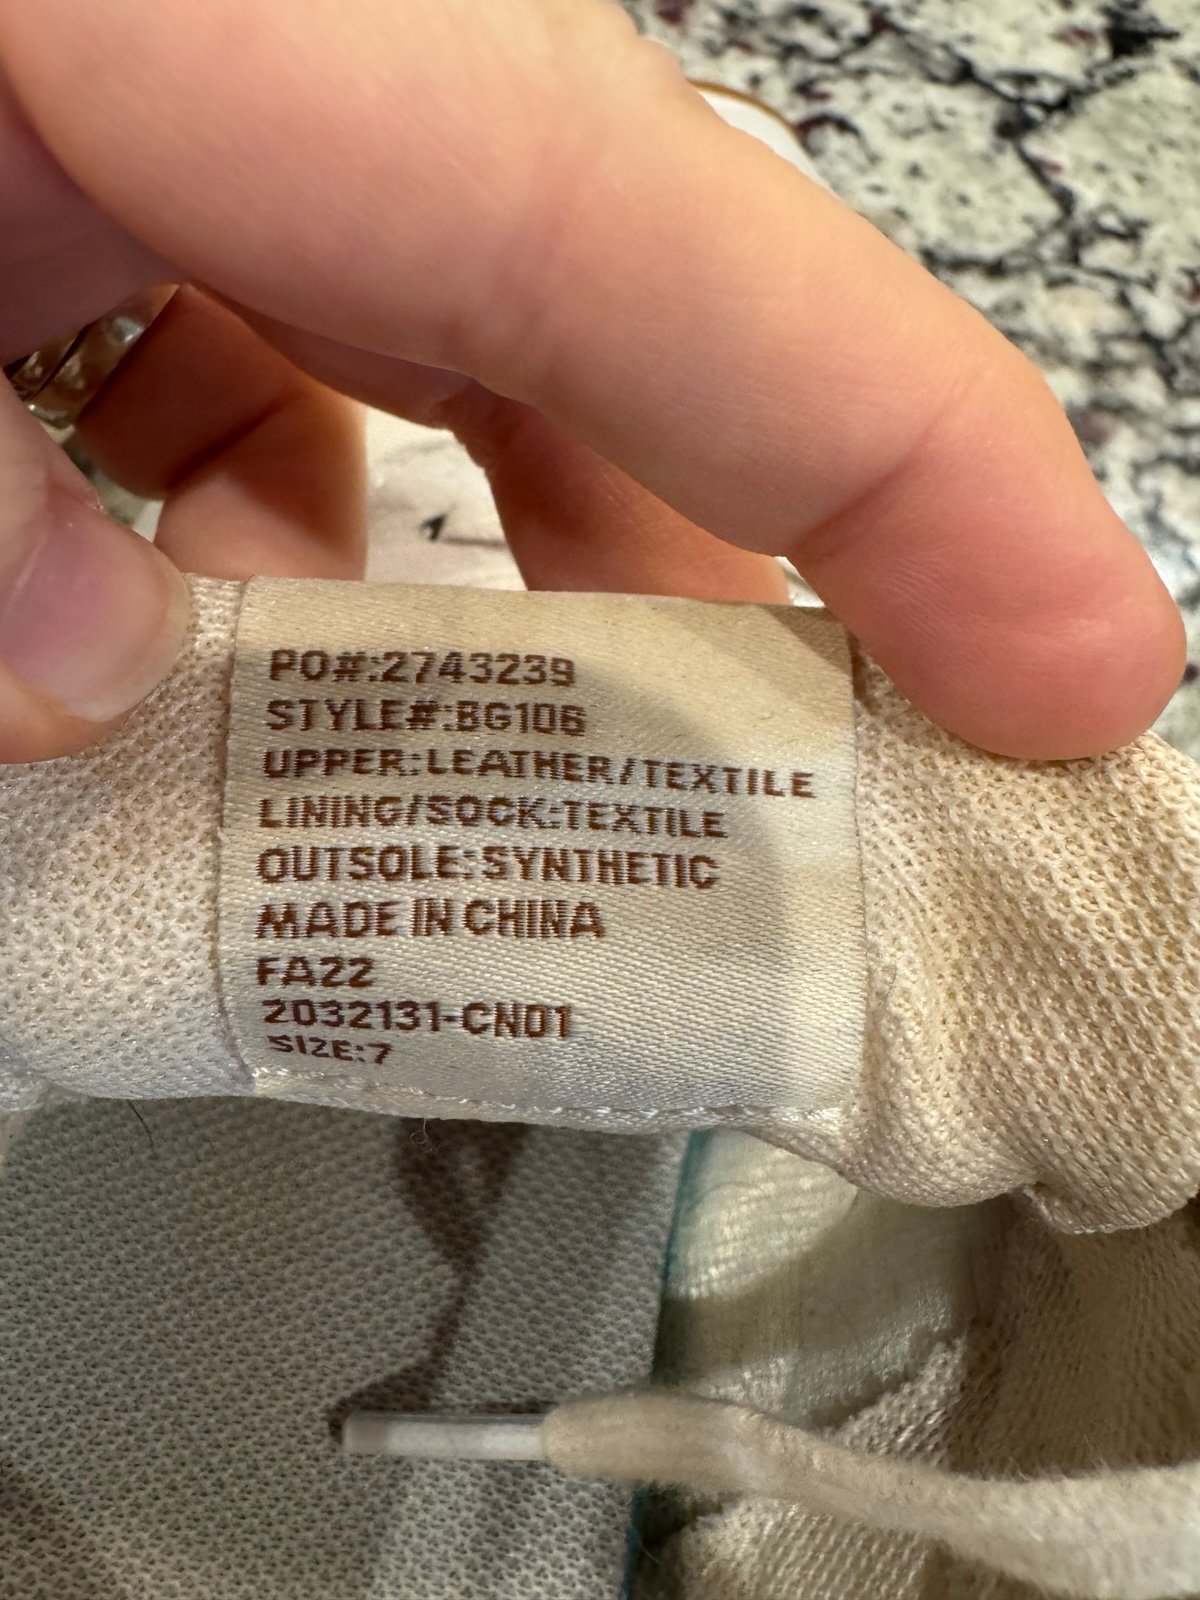 PO#:2743239
STYLE#:BG106
UPPER:LEATHER/TEXTILE
LINING/SOCK:TEXTILE
OUTSOLE:SYNTHETIC
MADE IN CHINA
FA22
2032131-CN01
SIZE:7